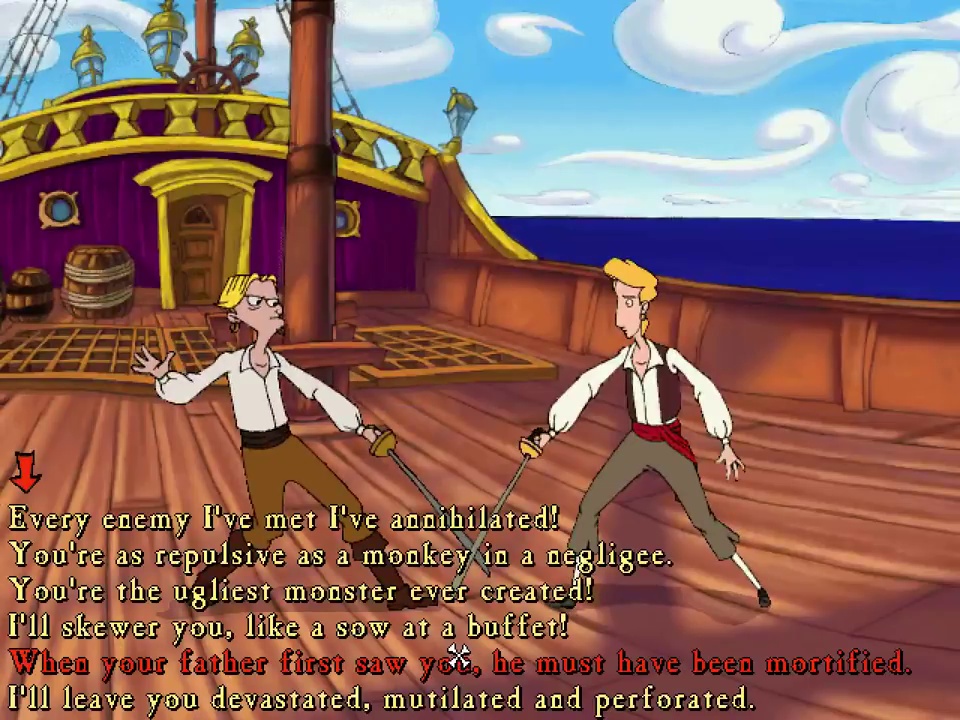 Every enemy I've met I've annihilated!
You're as repulsive as a monkey in a negligee.
You're the ugliest monster ever created!
I'll skewer you, like a sow at a buffet!
When your father first saw you, he must have been mortified.
I'll leave you devastated, mutilated and perforated.